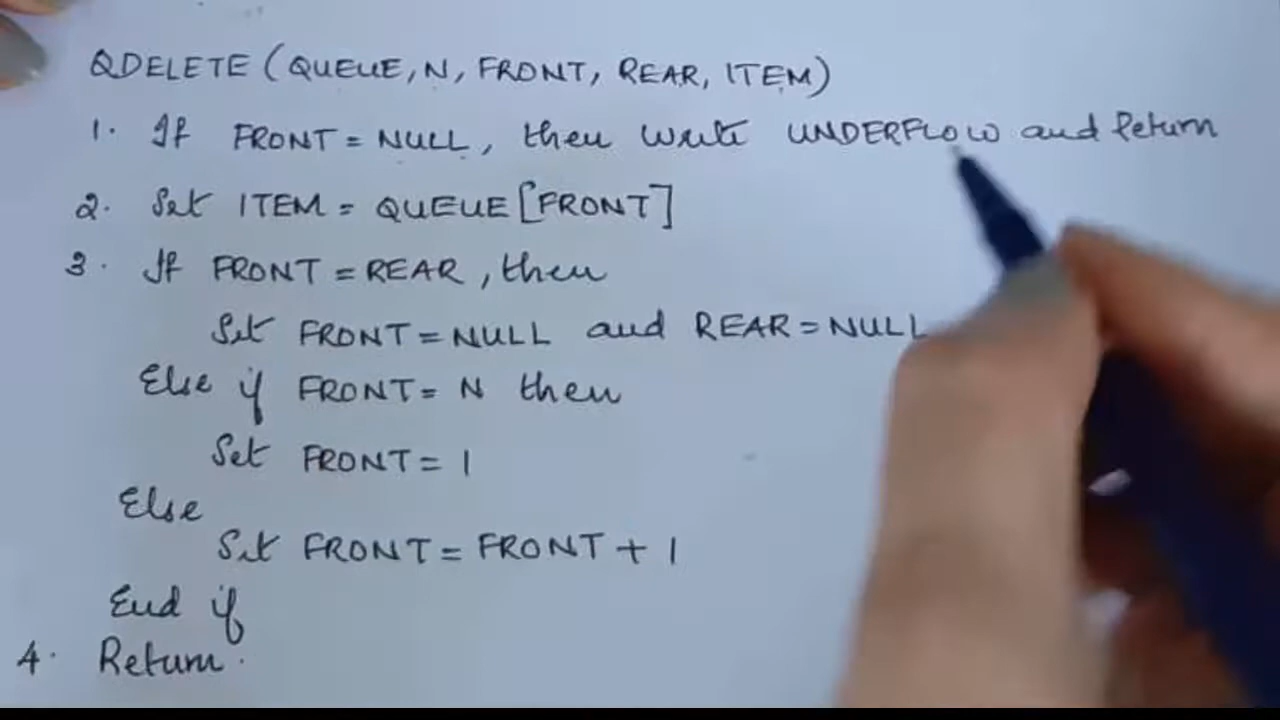 QDELETE (QUEUE, N, FRONT, REAR, ITEM)
1. If FRONT = NULL, then Write UNDERFLOW and Return
2. Set ITEM = QUEUE [FRONT]
3. If FRONT = REAR, then
Set FRONT = NULL and REAR = NULL
Else if FRONT = N then
Set FRONT = 1
Else
Set FRONT = FRONT + 1
End if
4. Return.